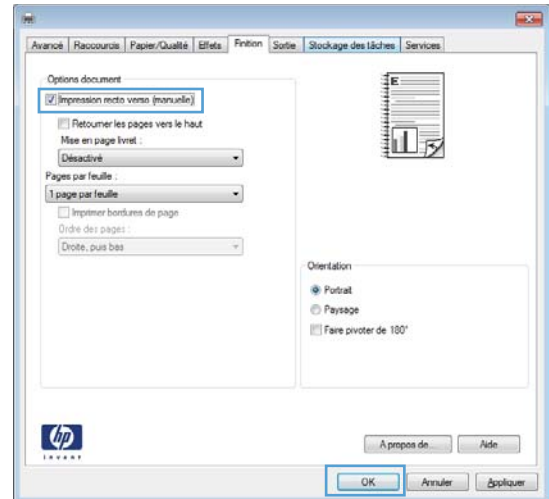 Avancé Raccourcis Papier/Qualité Effets Finition Sortie Stockage des tâches Services
Options document
Impression recto verso (manuelle)
Retourner les pages vers le haut
Mise en page livret :
Désactivé
Pages par feuille :
1 page par feuille
Imprimer bordures de page
Ordre des pages :
Droite, puis bas
E
Orientation
Portrait
Paysage
Faire pivoter de 180°
hp
invent
A propos de...
Aide
OK
Annuler
Appliquer